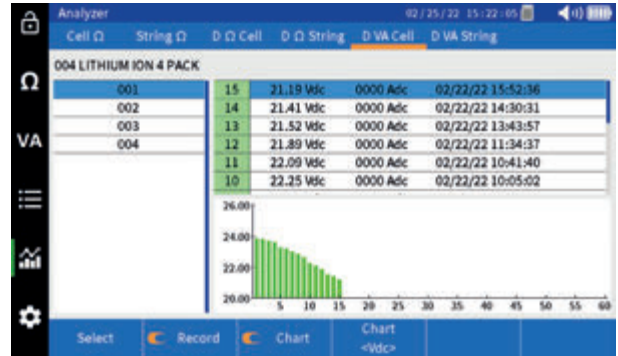 Analyzer 02/25/22 15:22:05
Cell Ω String Ω D Ω Cell D Ω String D VA Cell D VA String
004 LITHIUM ION 4 PACK
Ω
VA
001
002
003
004
15 21.19 Vdc 0000 Adc 02/22/22 15:52:36
14 21.41 Vdc 0000 Adc 02/22/22 14:30:31
13 21.52 Vdc 0000 Adc 02/22/22 13:43:57
12 21.89 Vdc 0000 Adc 02/22/22 11:34:37
11 22.09 Vdc 0000 Adc 02/22/22 10:41:40
10 22.25 Vdc 0000 Adc 02/22/22 10:05:02
26.00
24.00
22.00
20.00
5 10 15 20 25 30 35 40 45 50 55 60
Select Record Chart Chart
<Vdc>